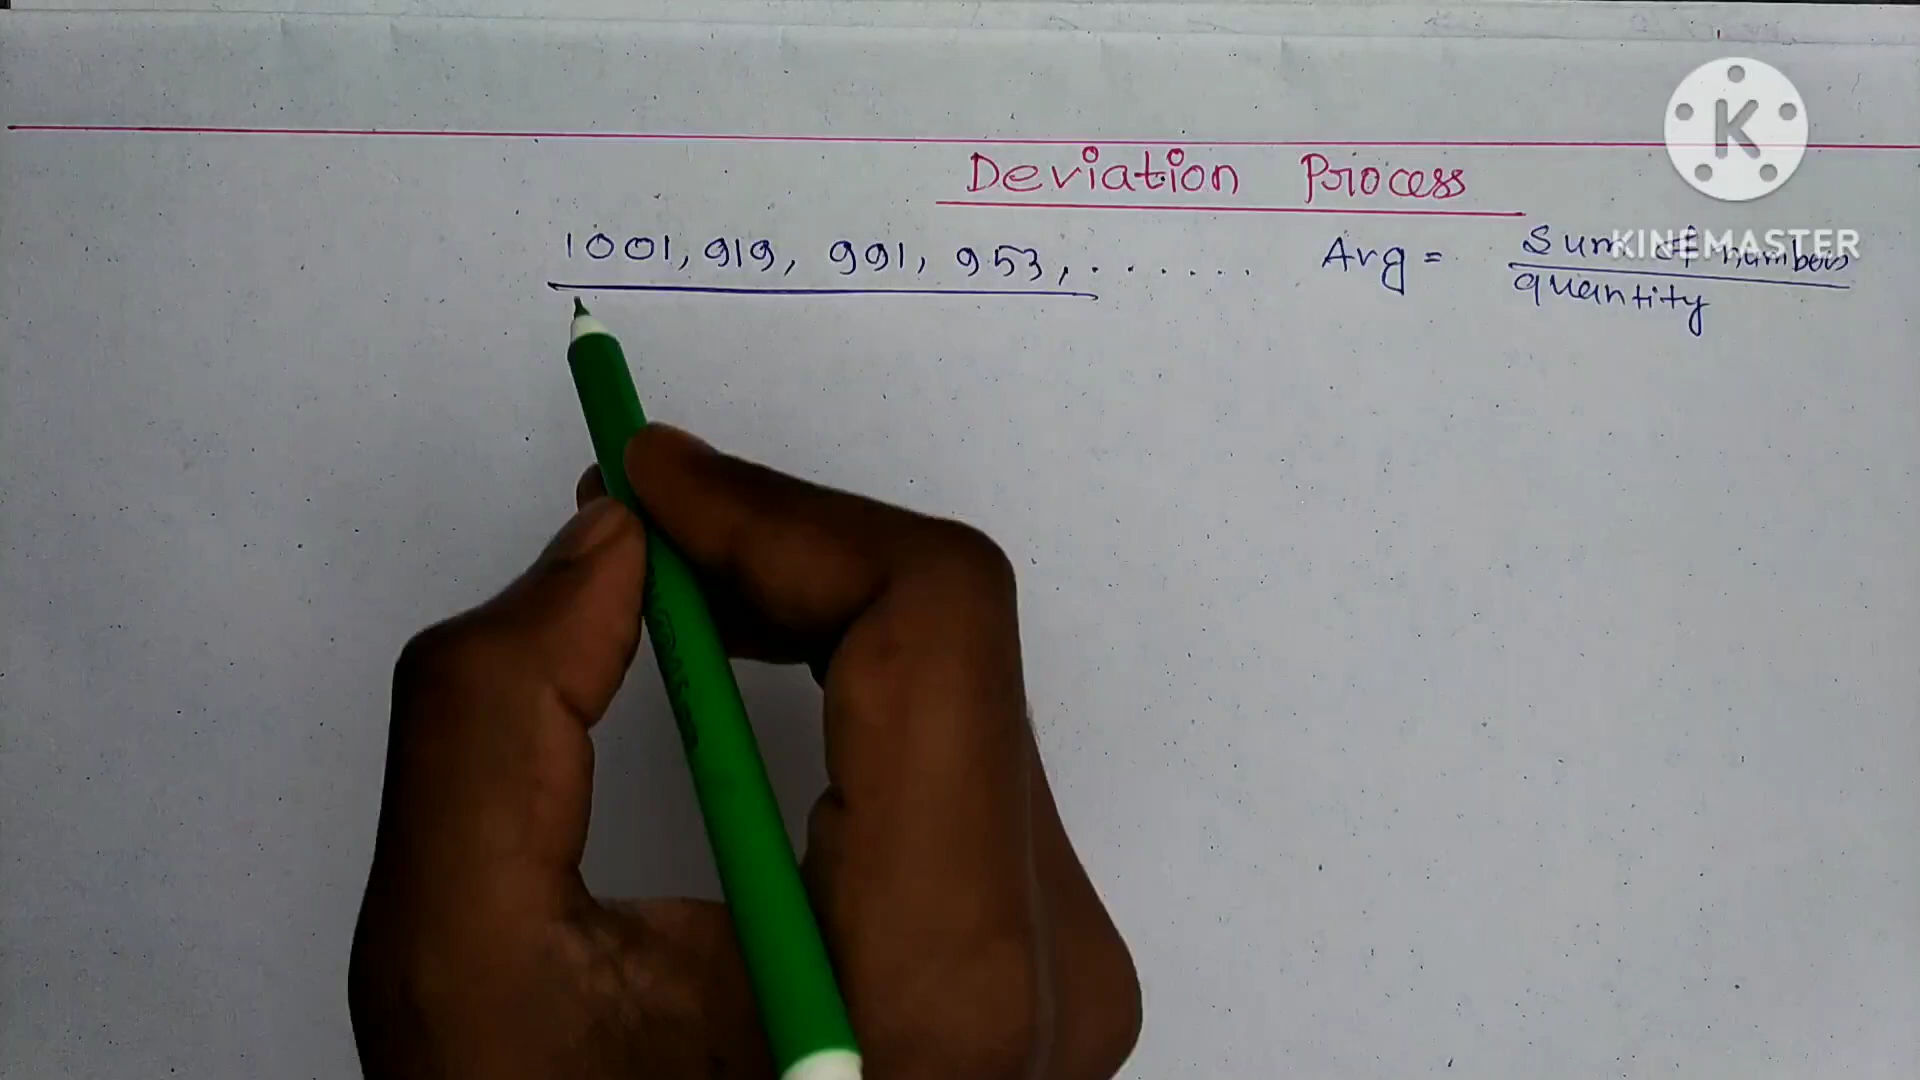 Deviation Process
1001, 919, 991, 953, ....... Avg = Sum of numbers
quantity
K
KINEMASTER